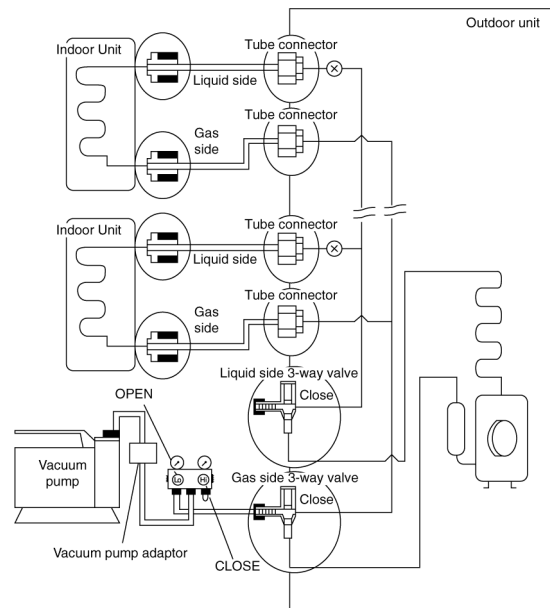 Outdoor unit
Indoor Unit
Tube connector
Liquid side
Tube connector
Gas
side
Indoor Unit
Tube connector
Liquid side
Tube connector
Gas
side
Liquid side 3-way valve
Close
OPEN
Vacuum
pump
Lo
Hi
Gas side 3-way valve
Close
Vacuum pump adaptor
CLOSE